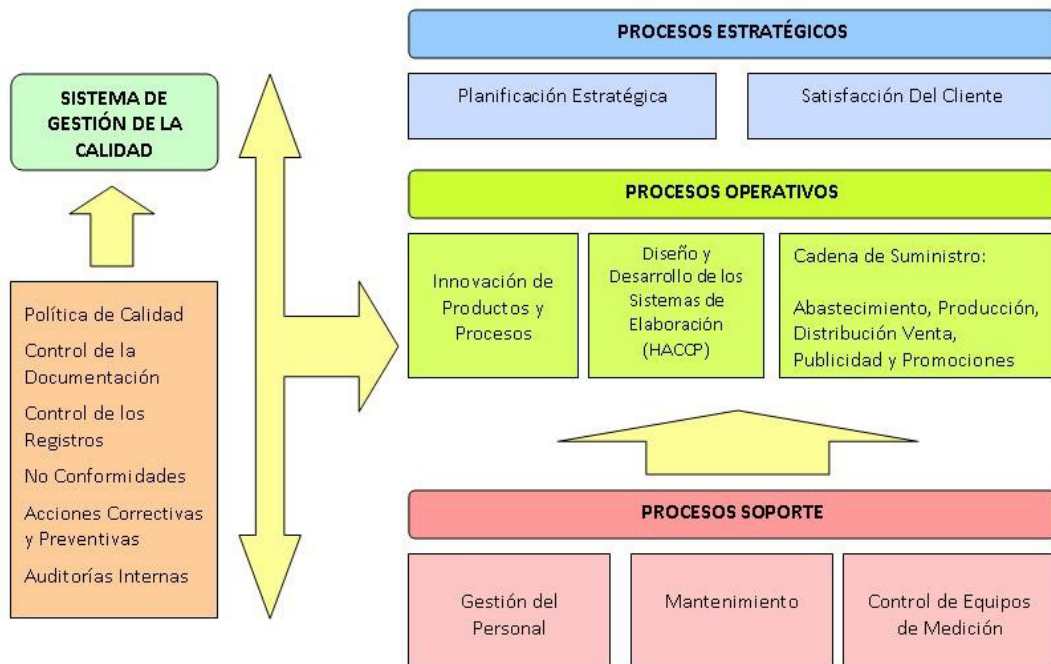 SISTEMA DE
GESTIÓN DE LA
CALIDAD
Política de Calidad
Control de la
Documentación
Control de los
Registros
No Conformidades
Acciones Correctivas
y Preventivas
Auditorías Internas
PROCESOS ESTRATÉGICOS
Planificación Estratégica
Satisfacción Del Cliente
PROCESOS OPERATIVOS
Innovación de
Productos y
Procesos
Diseño y
Desarrollo de los
Sistemas de
Elaboración
(HACCP)
Cadena de Suministro:
Abastecimiento, Producción,
Distribución Venta,
Publicidad y Promociones
PROCESOS SOPORTE
Gestión del
Personal
Mantenimiento
Control de Equipos
de Medición